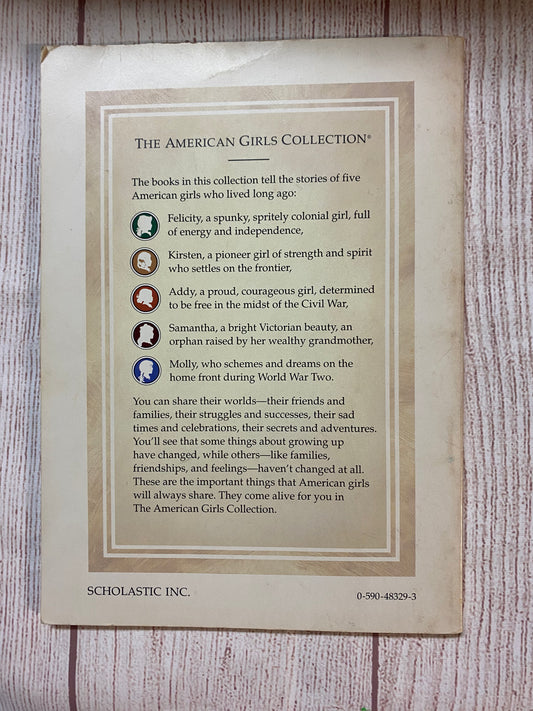 THE AMERICAN GIRLS COLLECTION®
The books in this collection tell the stories of five
American girls who lived long ago:
Felicity, a spunky, spritely colonial girl, full
of energy and independence,
Kirsten, a pioneer girl of strength and spirit
who settles on the frontier,
Addy, a proud, courageous girl, determined
to be free in the midst of the Civil War,
Samantha, a bright Victorian beauty, an
orphan raised by her wealthy grandmother,
Molly, who schemes and dreams on the
home front during World War Two.
You can share their worlds—their friends and
families, their struggles and successes, their sad
times and celebrations, their secrets and adventures.
You'll see that some things about growing up
have changed, while others—like families,
friendships, and feelings—haven't changed at all.
These are the important things that American girls
will always share. They come alive for you in
The American Girls Collection.
SCHOLASTIC INC.
0-590-48329-3